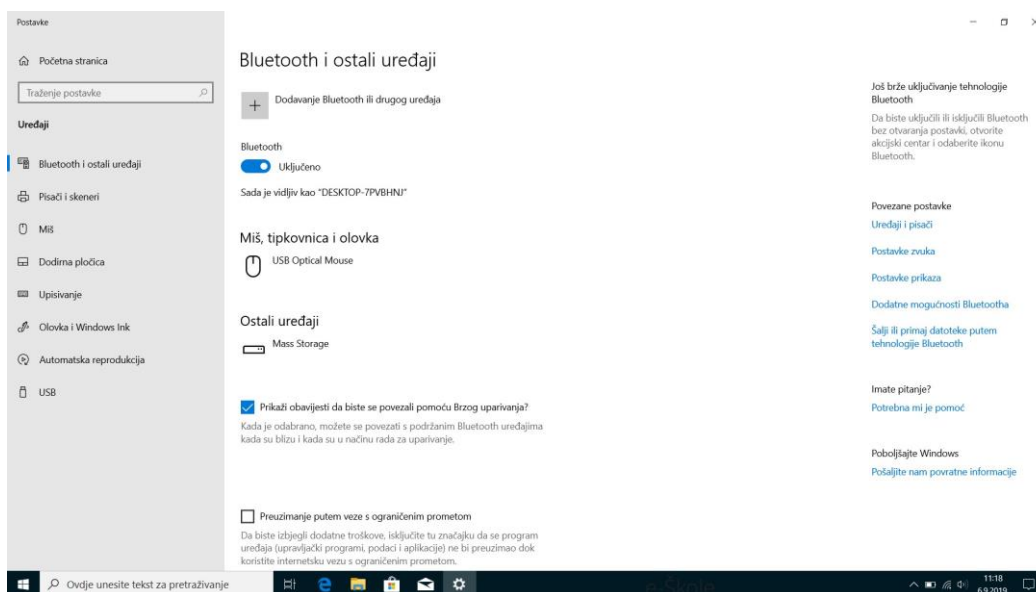 Postavke
Početna stranica
Traženje postavke
Uređaji
Bluetooth i ostali uređaji
Pisači i skeneri
Miš
Dodirna pločica
Upisivanje
Olovka i Windows Ink
Automatska reprodukcija
USB
Bluetooth i ostali uređaji
Dodavanje Bluetooth ili drugog uređaja
Bluetooth
Uključeno
Sada je vidljiv kao "DESKTOP-7PVBHNJ"
Miš, tipkovnica i olovka
USB Optical Mouse
Ostali uređaji
Mass Storage
Prikaži obavijesti da biste se povezali pomoću Brzog uparivanja?
Kada je odabrano, možete se povezati s podržanim Bluetooth uređajima
kada su blizu i kada su u načinu rada za uparivanje.
Preuzimanje putem veze s ograničenim prometom
Da biste izbjegli dodatne troškove, isključite tu značajku da se program
uređaja (upravljački programi, podaci i aplikacije) ne bi preuzimao dok
koristite internetsku vezu s ograničenim prometom.
Još brže uključivanje tehnologije
Bluetooth
Da biste uključili ili isključili Bluetooth
bez otvaranja postavki, otvorite
akcijski centar i odaberite ikonu
Bluetooth.
Povezane postavke
Uređaji i pisači
Postavke zvuka
Postavke prikaza
Dodatne mogućnosti Bluetootha
Šalji ili primaj datoteke putem
tehnologije Bluetooth
Imate pitanje?
Potrebna mi je pomoć
Poboljšajte Windows
Pošaljite nam povratne informacije
Ovdje unesite tekst za pretraživanje
e-Škole
11:18
6.9.2019.